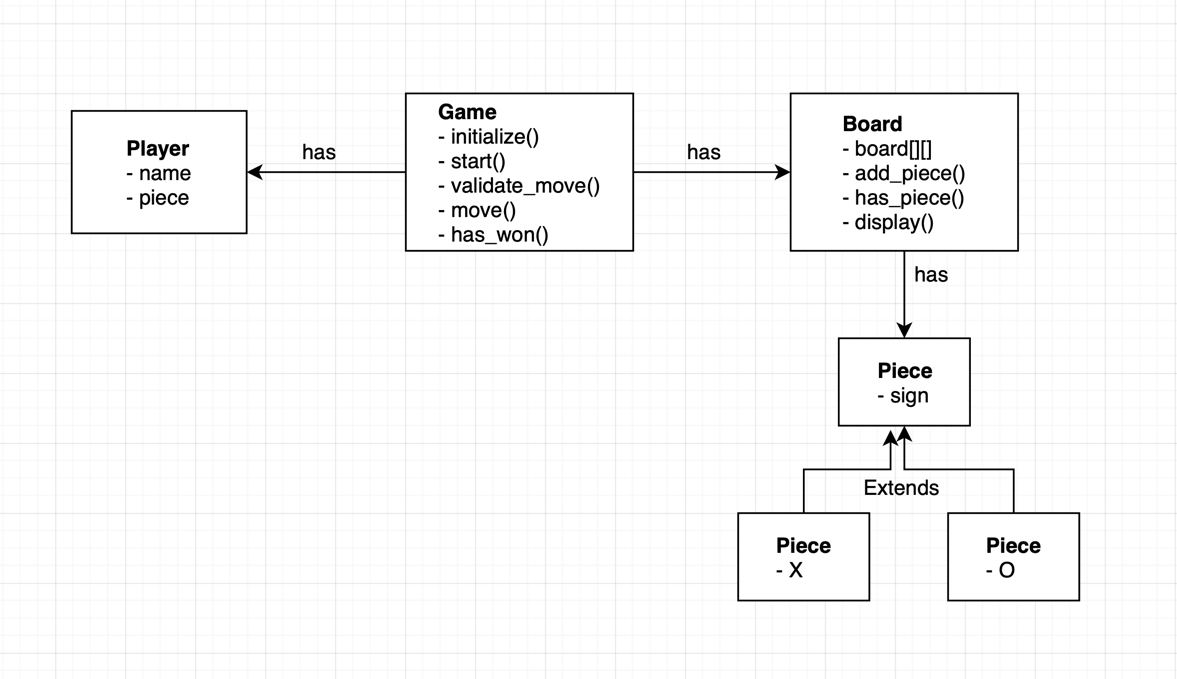 Player
- name
- piece
has
Game
- initialize()
- start()
- validate_move()
- move()
- has_won()
has
Board
- board[][]
- add_piece()
- has_piece()
- display()
has
Piece
- sign
Extends
Piece
- X
Piece
- O